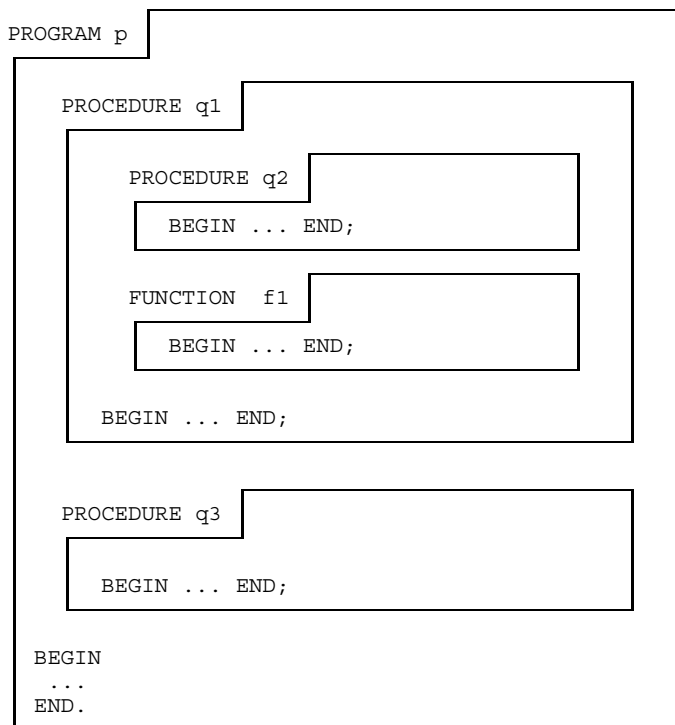 PROGRAM p
PROCEDURE q1
PROCEDURE q2
BEGIN ... END;
FUNCTION f1
BEGIN ... END;
BEGIN ... END;
PROCEDURE q3
BEGIN ... END;
BEGIN
...
END.